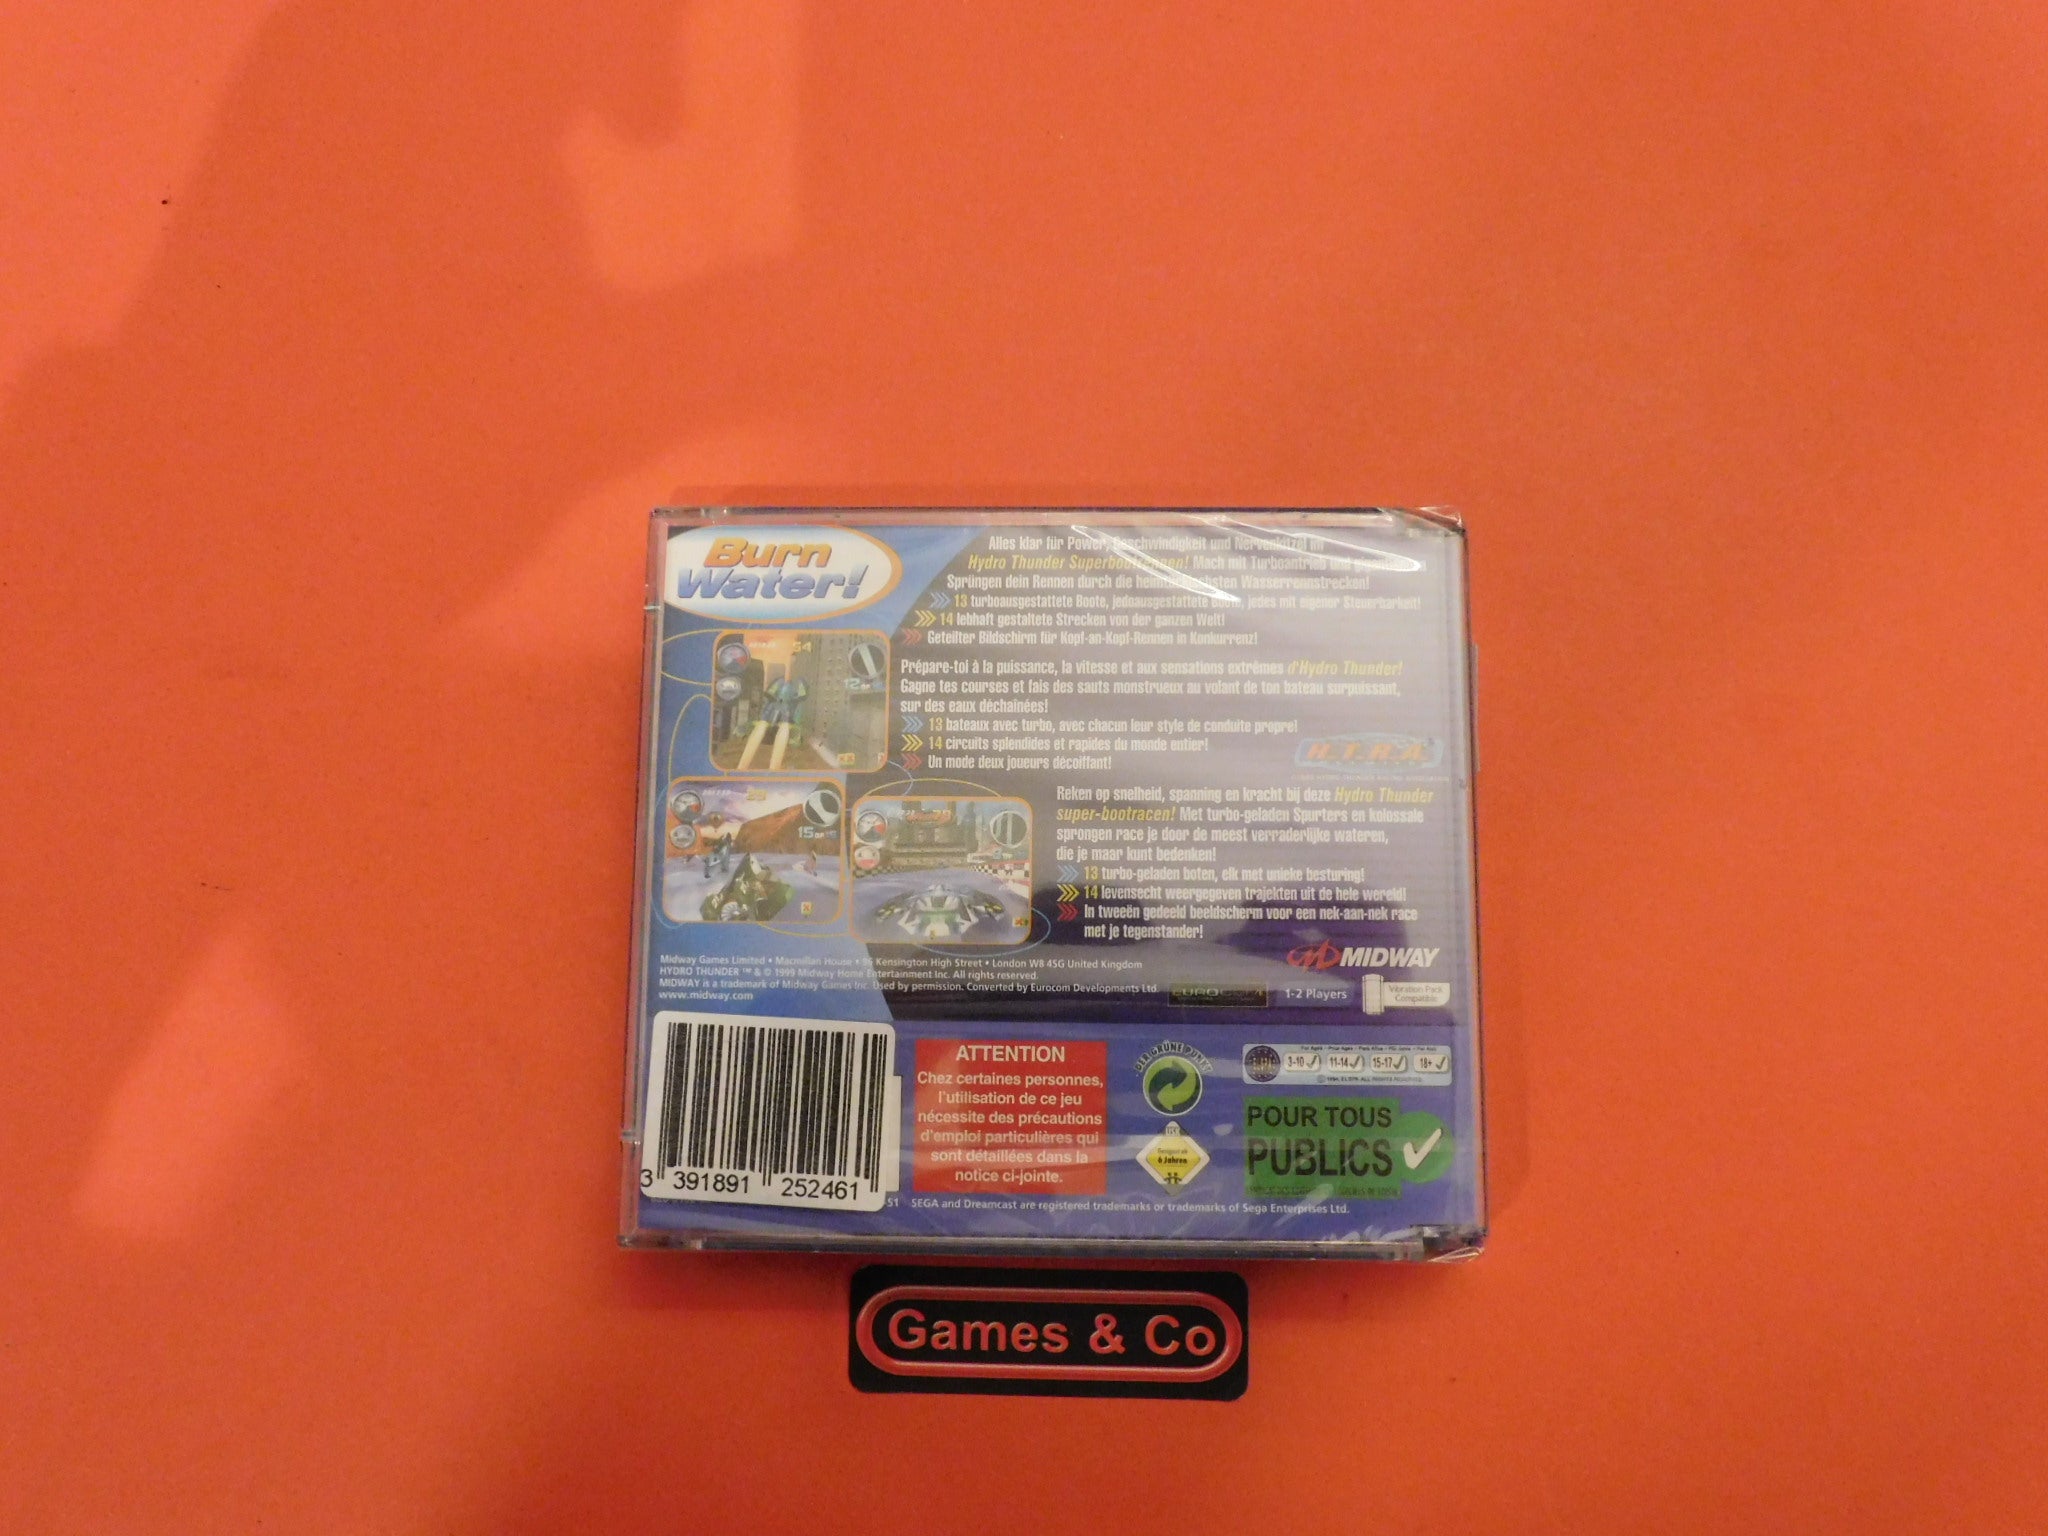 Burn
Water!
Alles klar für Power, Geschwindigkeit und Nervenkitzel im
Hydro Thunder Superbootrennen! Mach mit Turboantrieb und
Sprüngen dein Rennen durch die Wasserrennstrecken!
13 turboausgestattete Boote, jedoausgestattete Boote, jedes mit eigener Steuerbarkeit!
14 lebhaft gestaltete Strecken von der ganzen Welt!
Geteilter Bildschirm für Kopf-an-Kopf-Rennen in Konkurrenz!
Prépare-toi à la puissance, la vitesse et aux sensations extrêmes d'Hydro Thunder!
Gagne tes courses et fais des sauts monstrueux au volant de ton bateau surpuissant,
sur des eaux déchaînées!
13 bateaux avec turbo, avec chacun leur style de conduite propre!
14 circuits splendides et rapides du monde entier!
Un mode deux joueurs décoiffant!
H.T.R.A.
Reken op snelheid, spanning en kracht bij deze Hydro Thunder
super-bootracen! Met turbo-geladen Spurters en kolossale
sprongen race je door de meest verraderlijke wateren,
die je maar kunt bedenken!
13 turbo-geladen boten, elk met unieke besturing!
14 levensecht weergegeven trajekten uit de hele wereld!
In tweeën gedeeld beeldscherm voor een nek-aan-nek race
met je tegenstander!
MIDWAY
Midway Games Limited • Macmillan House • 96 Kensington High Street • London W8 4SG United Kingdom
HYDRO THUNDER ™ & © 1999 Midway Home Entertainment Inc. All rights reserved.
MIDWAY is a trademark of Midway Games Inc. Used by permission. Converted by Eurocom Developments Ltd.
www.midway.com
EUROCOM
1-2 Players
Vibration Pack
Compatible
3 391891 252461
ATTENTION
Chez certaines personnes,
l'utilisation de ce jeu
nécessite des précautions
d'emploi particulières qui
sont détaillées dans la
notice ci-jointe.
DER GRÜNE PUNKT
USK
Geeignet ab
6 Jahren
3-10 11-14 15-17 18+
POUR TOUS
PUBLICS
-51 SEGA and Dreamcast are registered trademarks or trademarks of Sega Enterprises Ltd.
Games & Co